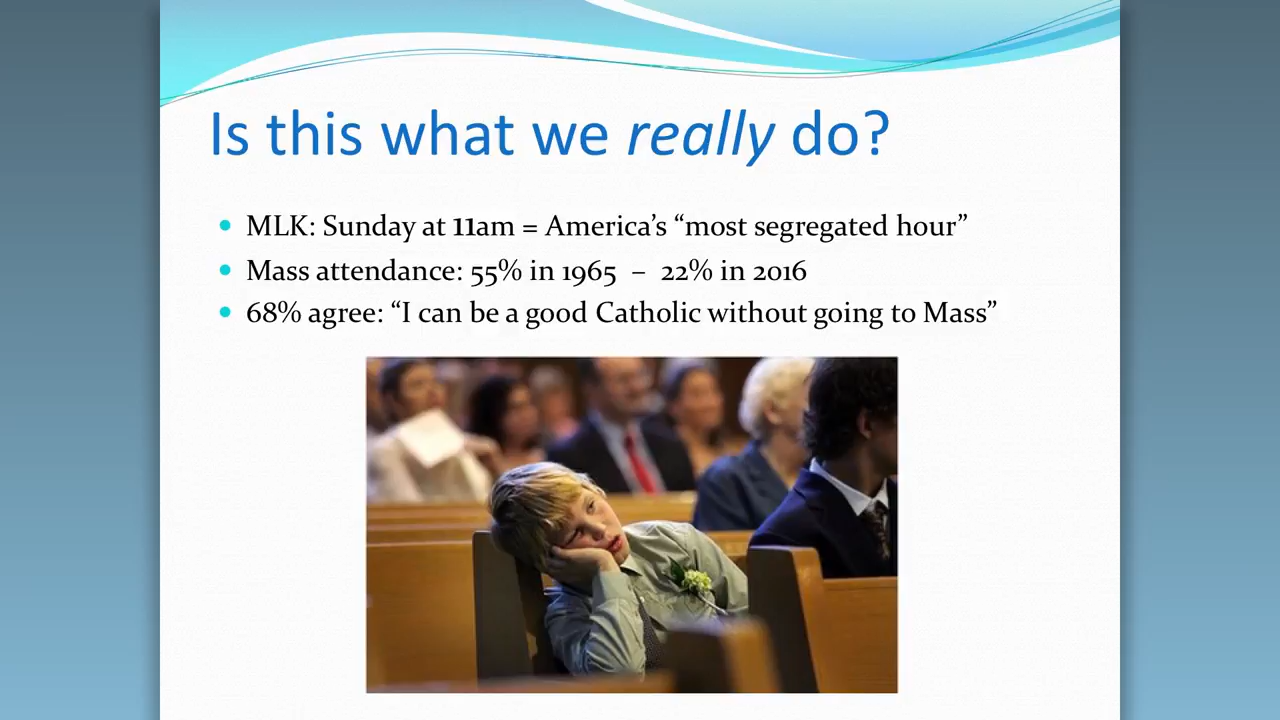 Is this what we really do?
MLK: Sunday at 11am = America’s “most segregated hour”
Mass attendance: 55% in 1965 – 22% in 2016
68% agree: “I can be a good Catholic without going to Mass”